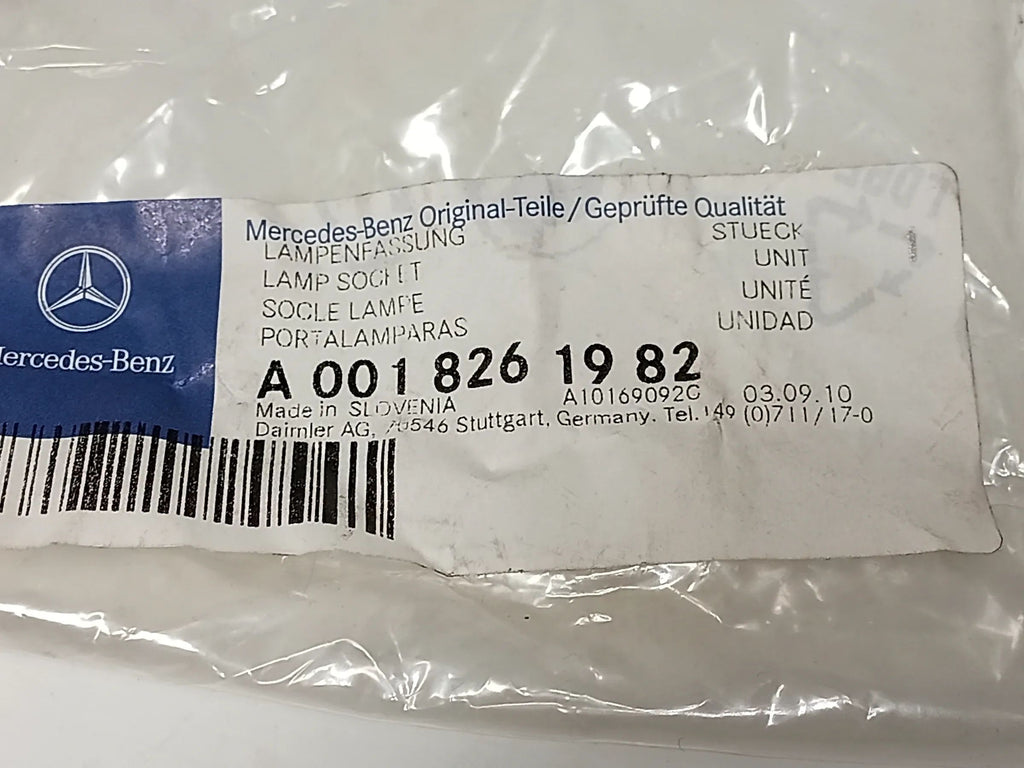 Mercedes-Benz Original-Teile/Geprüfte Qualität
LAMPENFASSUNG STUECK
LAMP SOCKET UNIT
SOCLE LAMPE UNITÉ
PORTALAMPARAS UNIDAD
Mercedes-Benz
A 001 826 19 82
Made in SLOVENIA A10169092C 03.09.10
Daimler AG, 70546 Stuttgart, Germany. Tel. +49 (0)711/17-0